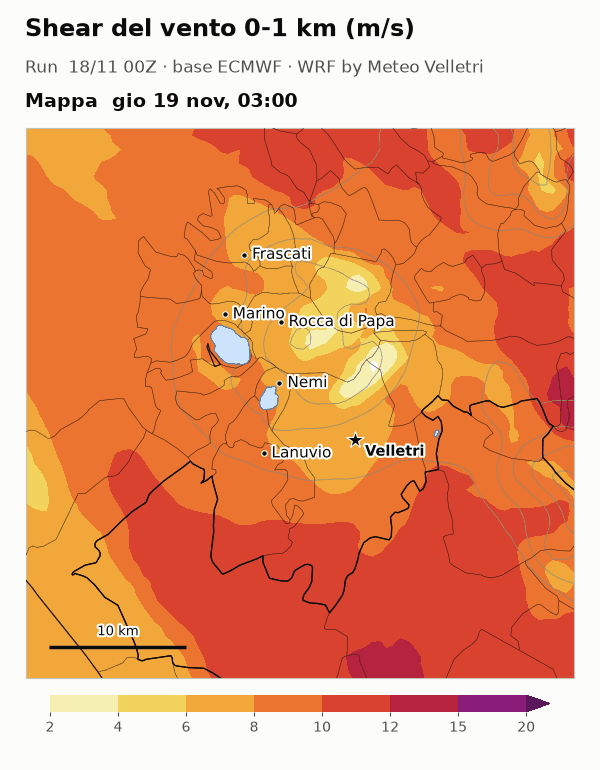 Shear del vento 0-1 km (m/s)
Run  18/11 00Z · base ECMWF · WRF by Meteo Velletri
Mappa  gio 19 nov, 03:00
Frascati
Marino
Rocca di Papa
Nemi
Velletri
Lanuvio
10 km
2 4 6 8 10 12 15 20